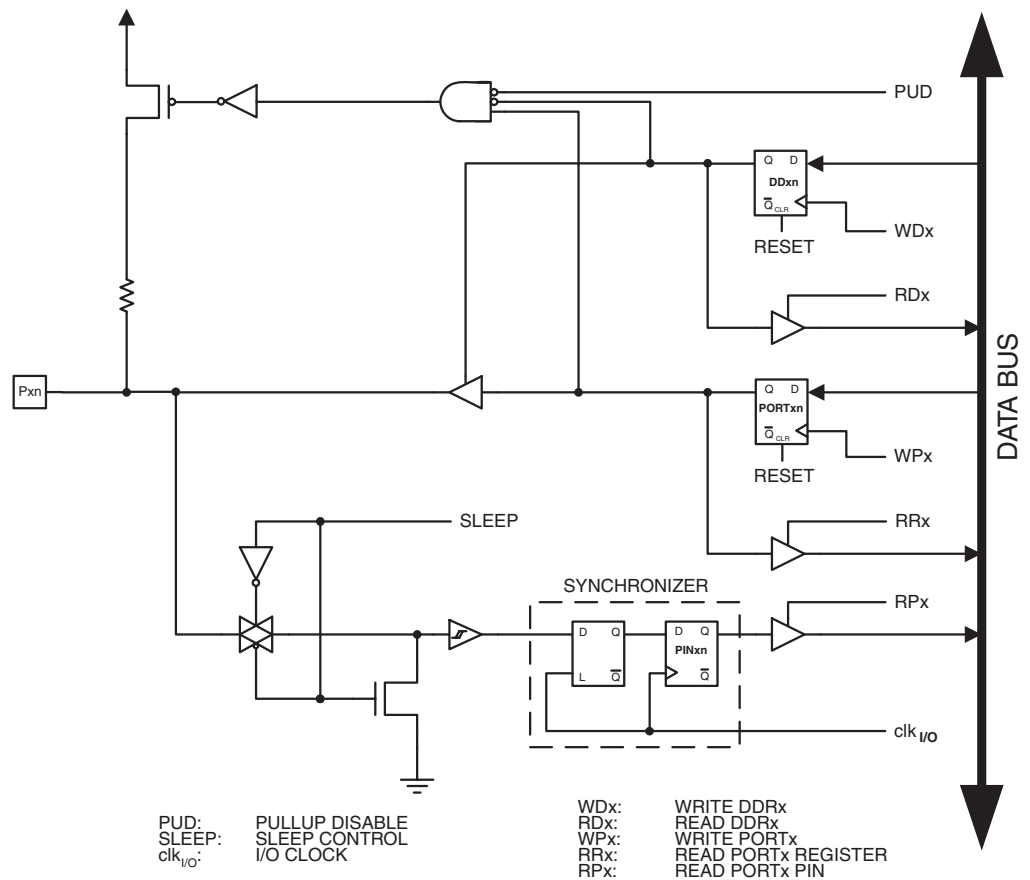 PUD
Q D
DDxn
Q CLR
WDx
RESET
RDx
Pxn
Q D
PORTxn
Q CLR
WPx
RESET
DATA BUS
SLEEP
RRx
SYNCHRONIZER
RPx
D Q
L Q
D Q
PINxn
Q
clk I/O
PUD: PULLUP DISABLE
SLEEP: SLEEP CONTROL
clk I/O: I/O CLOCK
WDx: WRITE DDRx
RDx: READ DDRx
WPx: WRITE PORTx
RRx: READ PORTx REGISTER
RPx: READ PORTx PIN